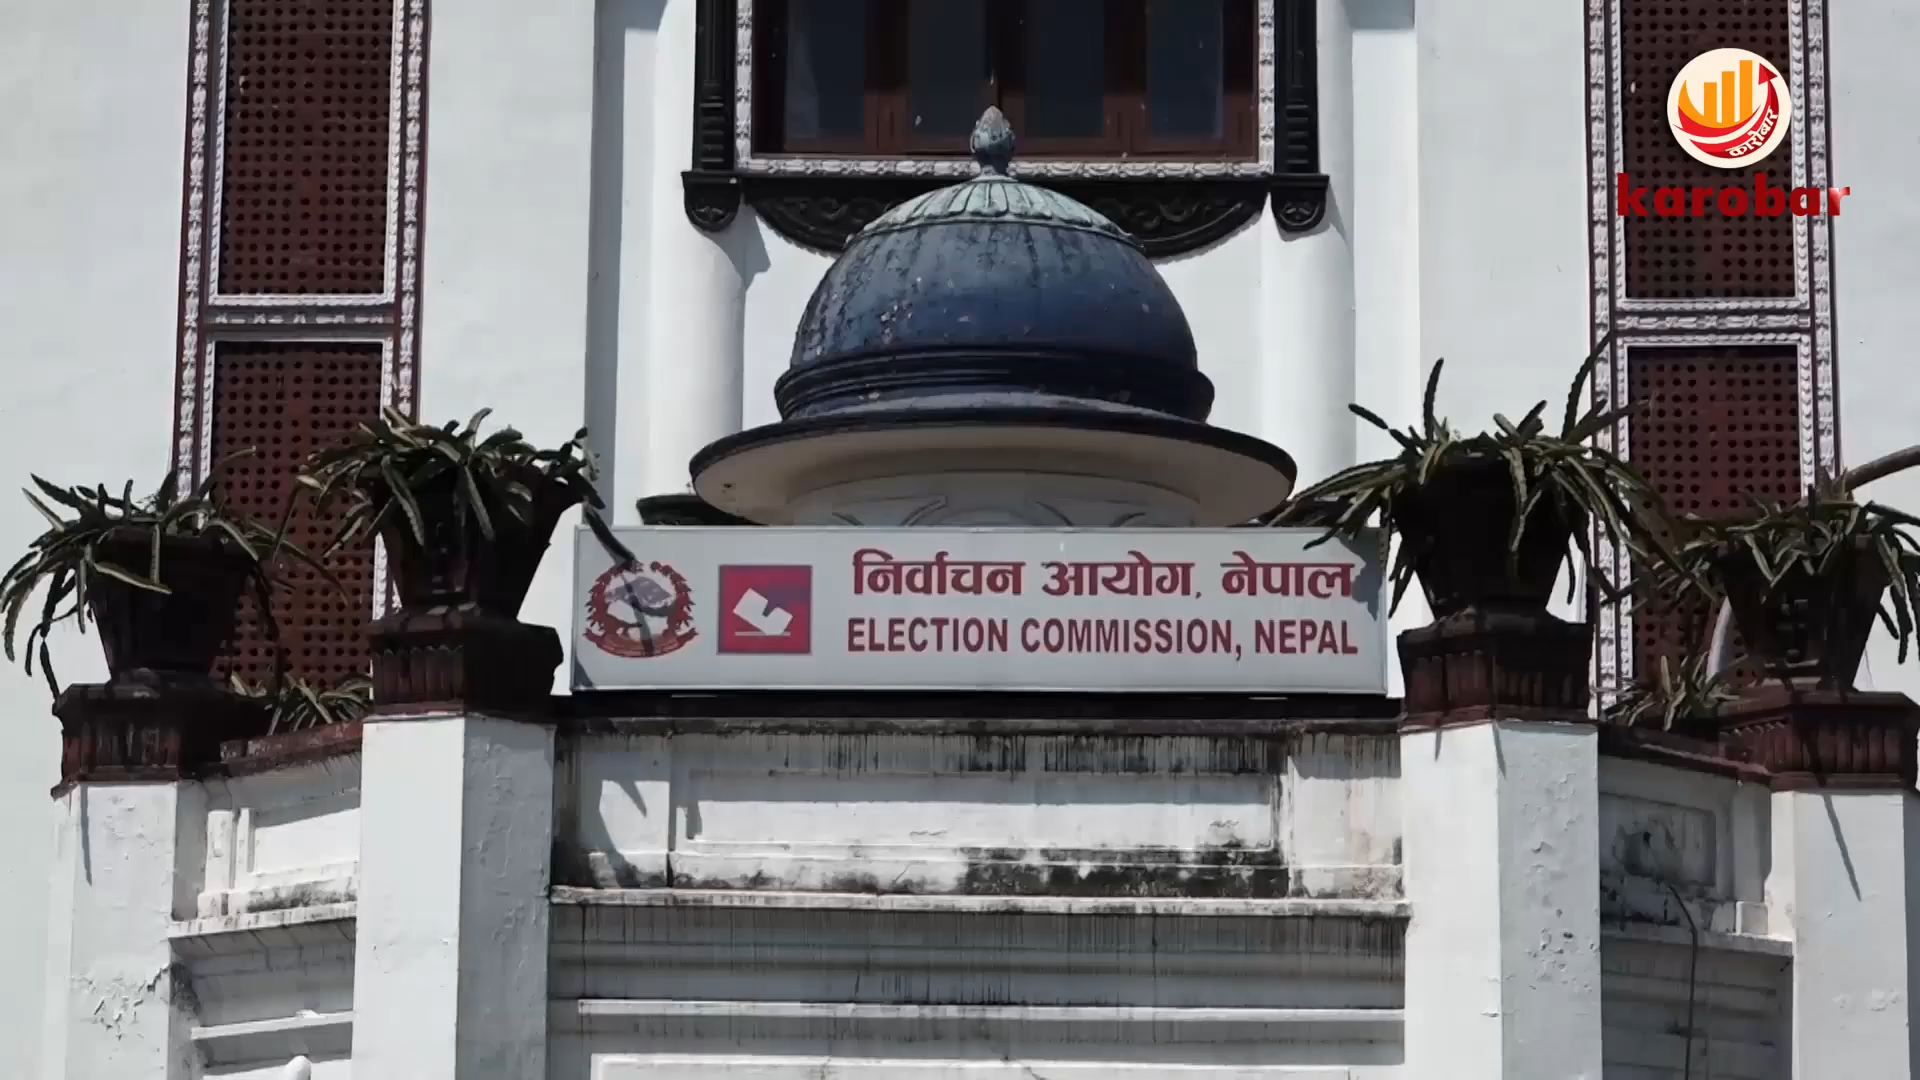 कारोबार
karobar
निर्वाचन आयोग, नेपाल
ELECTION COMMISSION, NEPAL